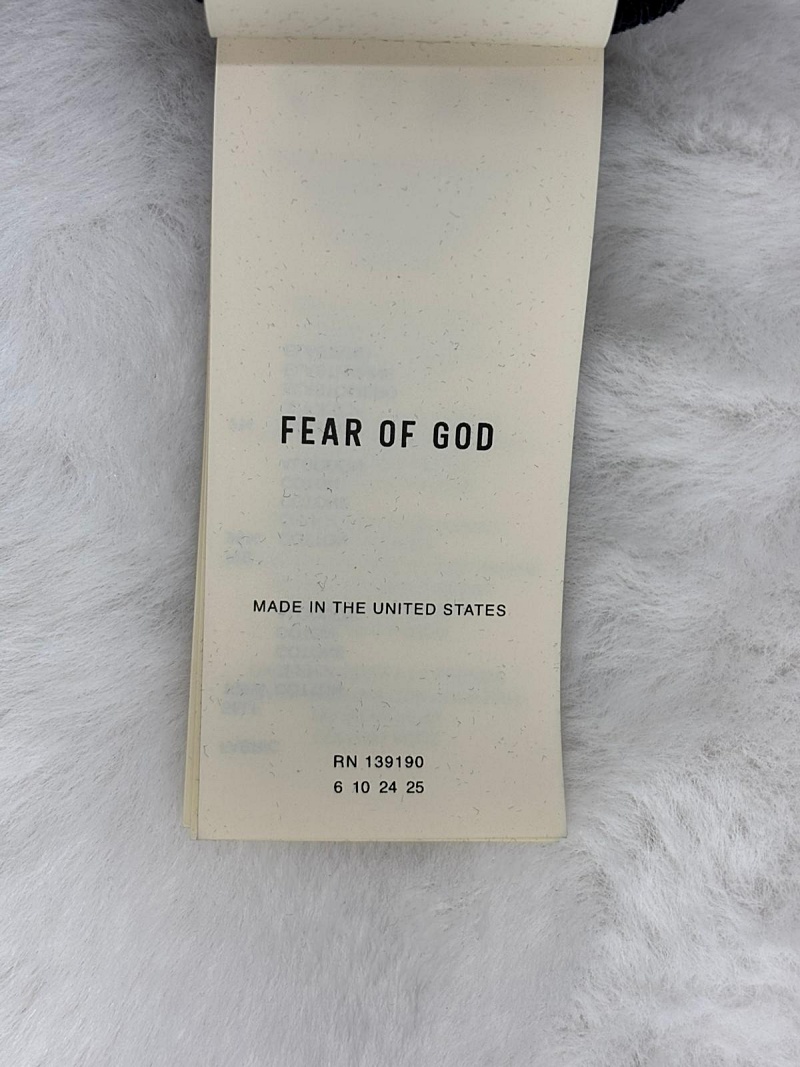 FEAR OF GOD
MADE IN THE UNITED STATES
RN 139190
6 10 24 25